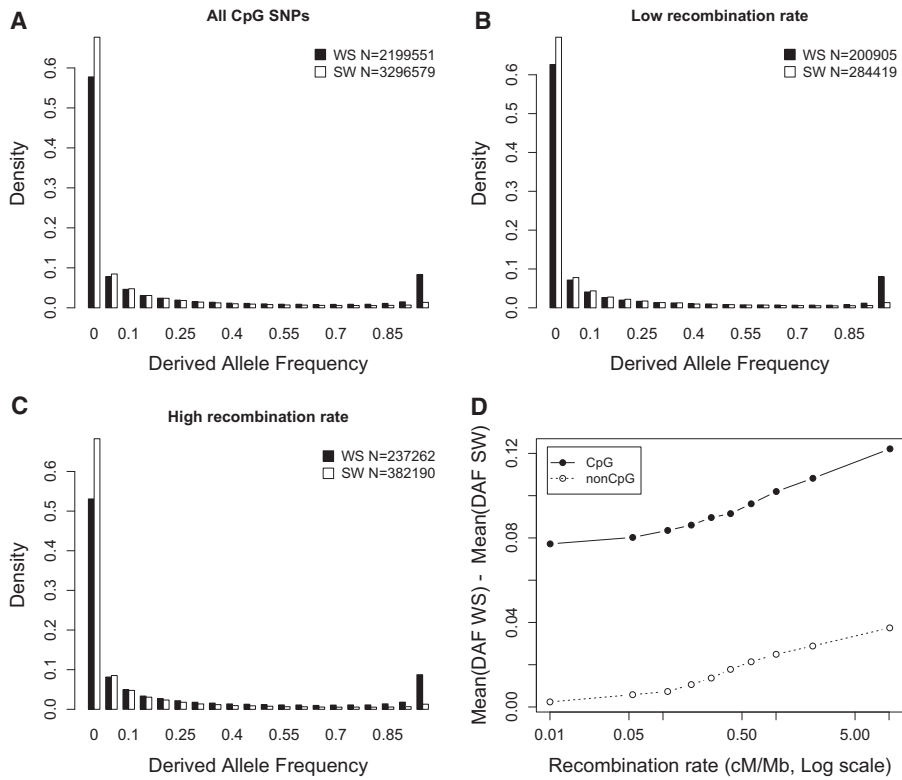 A
All CpG SNPs
WS N=2199551
SW N=3296579
Density
0.0 0.1 0.2 0.3 0.4 0.5 0.6
0 0.1 0.25 0.4 0.55 0.7 0.85
Derived Allele Frequency
B
Low recombination rate
WS N=200905
SW N=284419
Density
0.0 0.1 0.2 0.3 0.4 0.5 0.6
0 0.1 0.25 0.4 0.55 0.7 0.85
Derived Allele Frequency
C
High recombination rate
WS N=237262
SW N=382190
Density
0.0 0.1 0.2 0.3 0.4 0.5 0.6
0 0.1 0.25 0.4 0.55 0.7 0.85
Derived Allele Frequency
D
CpG
nonCpG
Mean(DAF WS) - Mean(DAF SW)
0.00 0.04 0.08 0.12
0.01 0.05 0.50 5.00
Recombination rate (cM/Mb, Log scale)